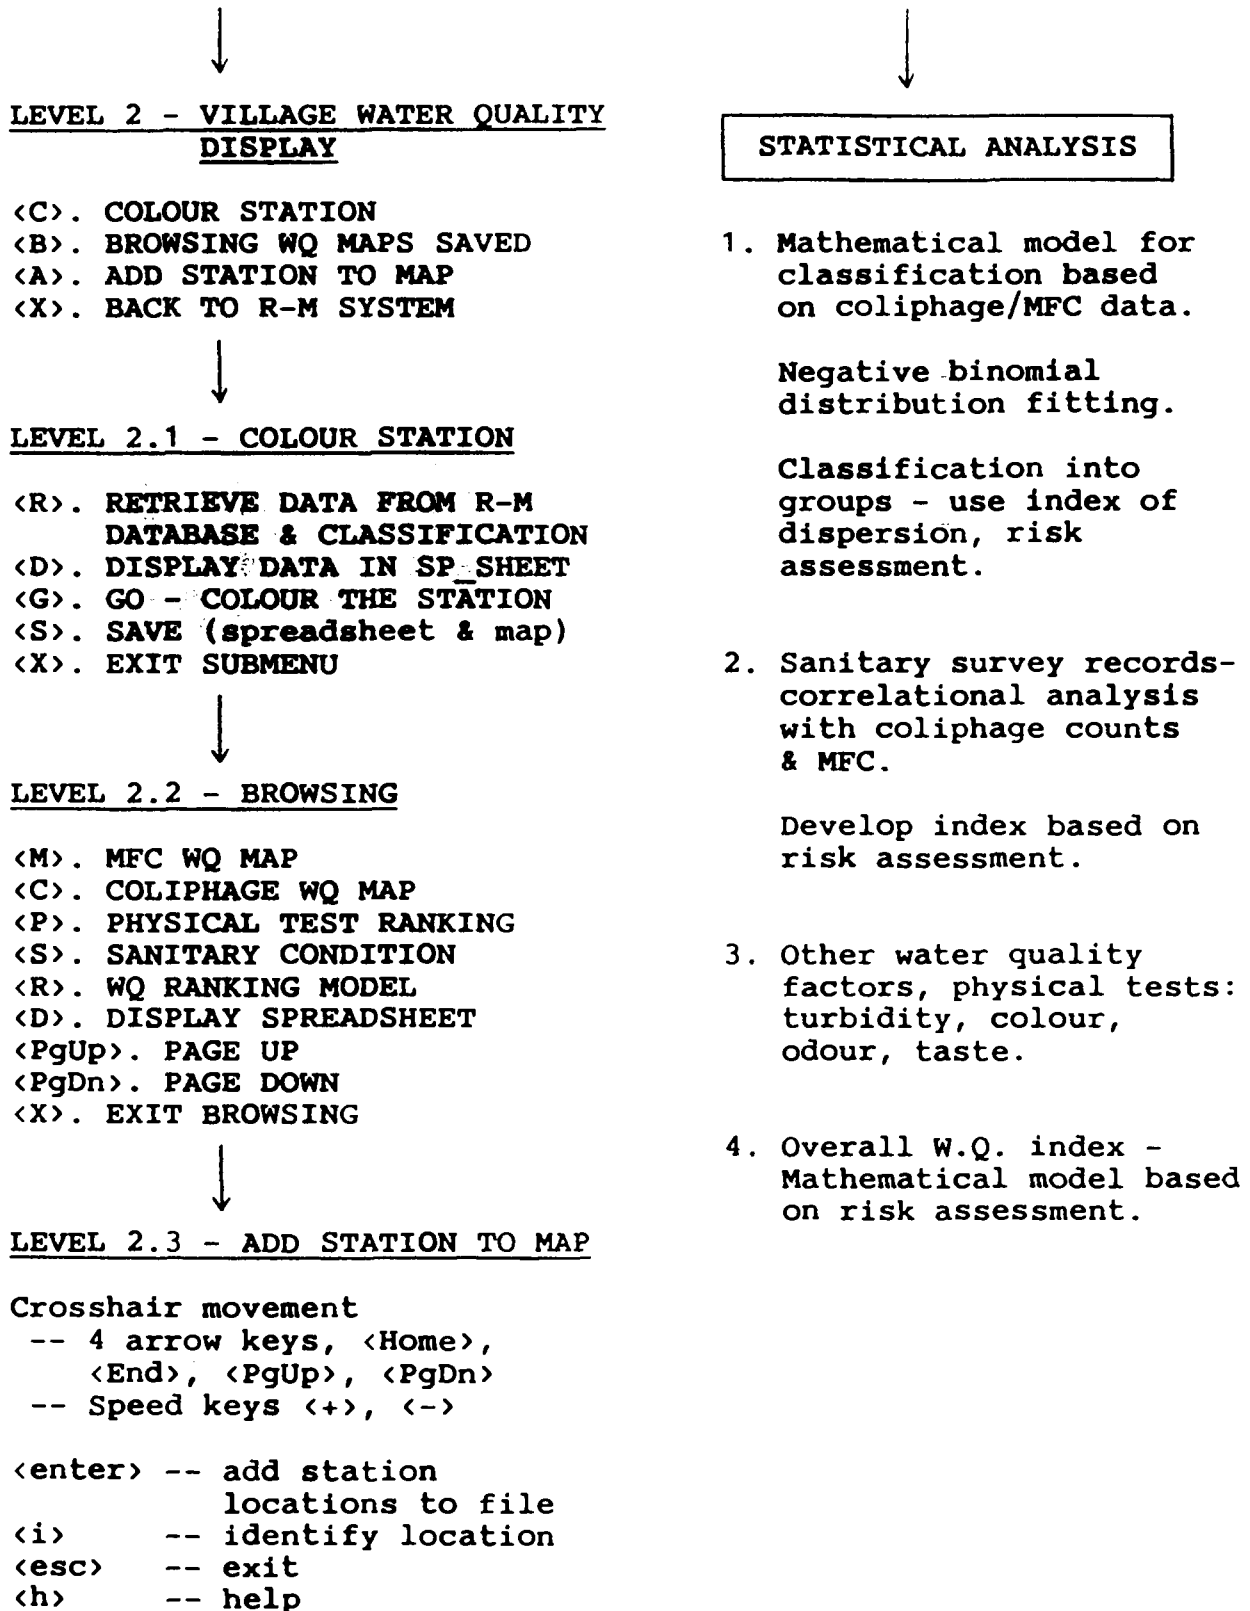 LEVEL 2 - VILLAGE WATER QUALITY
DISPLAY
<C>. COLOUR STATION
<B>. BROWSING WQ MAPS SAVED
<A>. ADD STATION TO MAP
<X>. BACK TO R-M SYSTEM
LEVEL 2.1 - COLOUR STATION
<R>. RETRIEVE DATA FROM R-M
DATABASE & CLASSIFICATION
<D>. DISPLAY DATA IN SP_SHEET
<G>. GO - COLOUR THE STATION
<S>. SAVE (spreadsheet & map)
<X>. EXIT SUBMENU
LEVEL 2.2 - BROWSING
<M>. MFC WQ MAP
<C>. COLIPHAGE WQ MAP
<P>. PHYSICAL TEST RANKING
<S>. SANITARY CONDITION
<R>. WQ RANKING MODEL
<D>. DISPLAY SPREADSHEET
<PgUp>. PAGE UP
<PgDn>. PAGE DOWN
<X>. EXIT BROWSING
LEVEL 2.3 - ADD STATION TO MAP
Crosshair movement
-- 4 arrow keys, <Home>,
<End>, <PgUp>, <PgDn>
-- Speed keys <+>, <->
<enter> -- add station
locations to file
<i> -- identify location
<esc> -- exit
<h> -- help
STATISTICAL ANALYSIS
1. Mathematical model for
classification based
on coliphage/MFC data.
Negative binomial
distribution fitting.
Classification into
groups - use index of
dispersion, risk
assessment.
2. Sanitary survey records-
correlational analysis
with coliphage counts
& MFC.
Develop index based on
risk assessment.
3. Other water quality
factors, physical tests:
turbidity, colour,
odour, taste.
4. Overall W.Q. index -
Mathematical model based
on risk assessment.